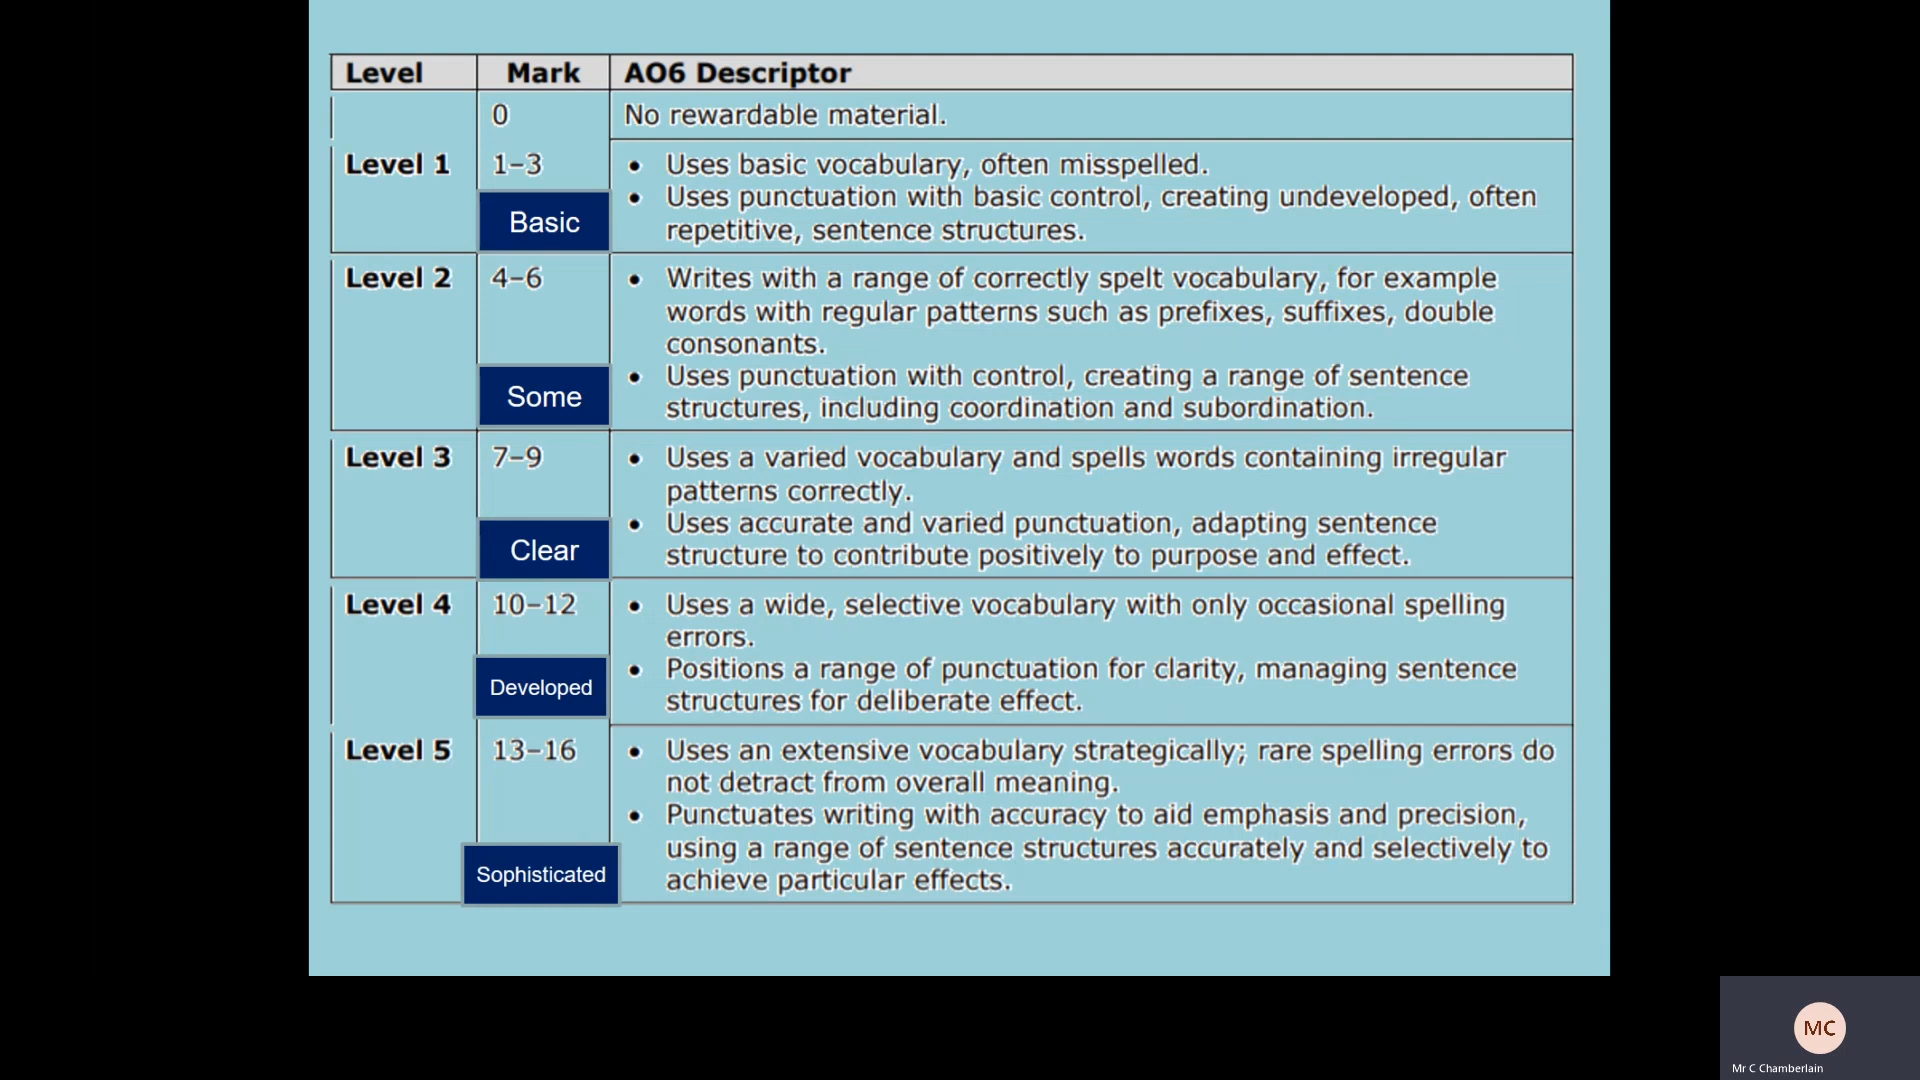 Level Mark AO6 Descriptor
0 No rewardable material.
Level 1 1–3 • Uses basic vocabulary, often misspelled.
• Uses punctuation with basic control, creating undeveloped, often
Basic
repetitive, sentence structures.
Level 2 4–6 • Writes with a range of correctly spelt vocabulary, for example
words with regular patterns such as prefixes, suffixes, double
consonants.
• Uses punctuation with control, creating a range of sentence
Some
structures, including coordination and subordination.
Level 3 7–9 • Uses a varied vocabulary and spells words containing irregular
patterns correctly.
• Uses accurate and varied punctuation, adapting sentence
Clear
structure to contribute positively to purpose and effect.
Level 4 10–12 • Uses a wide, selective vocabulary with only occasional spelling
errors.
• Positions a range of punctuation for clarity, managing sentence
Developed
structures for deliberate effect.
Level 5 13–16 • Uses an extensive vocabulary strategically; rare spelling errors do
not detract from overall meaning.
• Punctuates writing with accuracy to aid emphasis and precision,
using a range of sentence structures accurately and selectively to
Sophisticated
achieve particular effects.
MC
Mr C Chamberlain